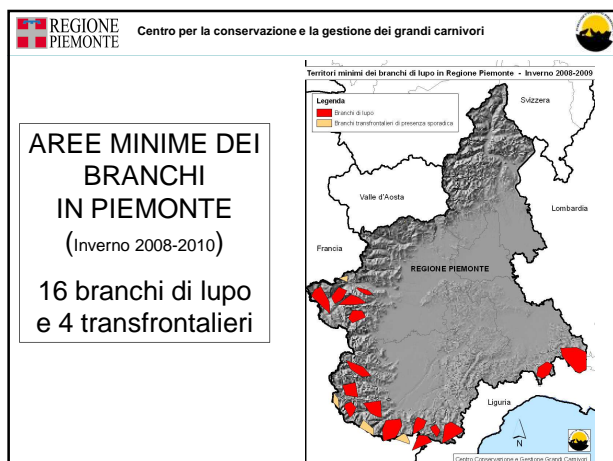 REGIONE
PIEMONTE
Centro per la conservazione e la gestione dei grandi carnivori
AREE MINIME DEI
BRANCHI
IN PIEMONTE
(Inverno 2008-2010)
16 branchi di lupo
e 4 transfrontalieri
Territori minimi dei branchi di lupo in Regione Piemonte - Inverno 2008-2009
Legenda
Branchi di lupo
Branchi transfrontalieri di presenza sporadica
Svizzera
Valle d'Aosta
Lombardia
Francia
REGIONE PIEMONTE
Liguria
N
Centro Conservazione e Gestione Grandi Carnivori